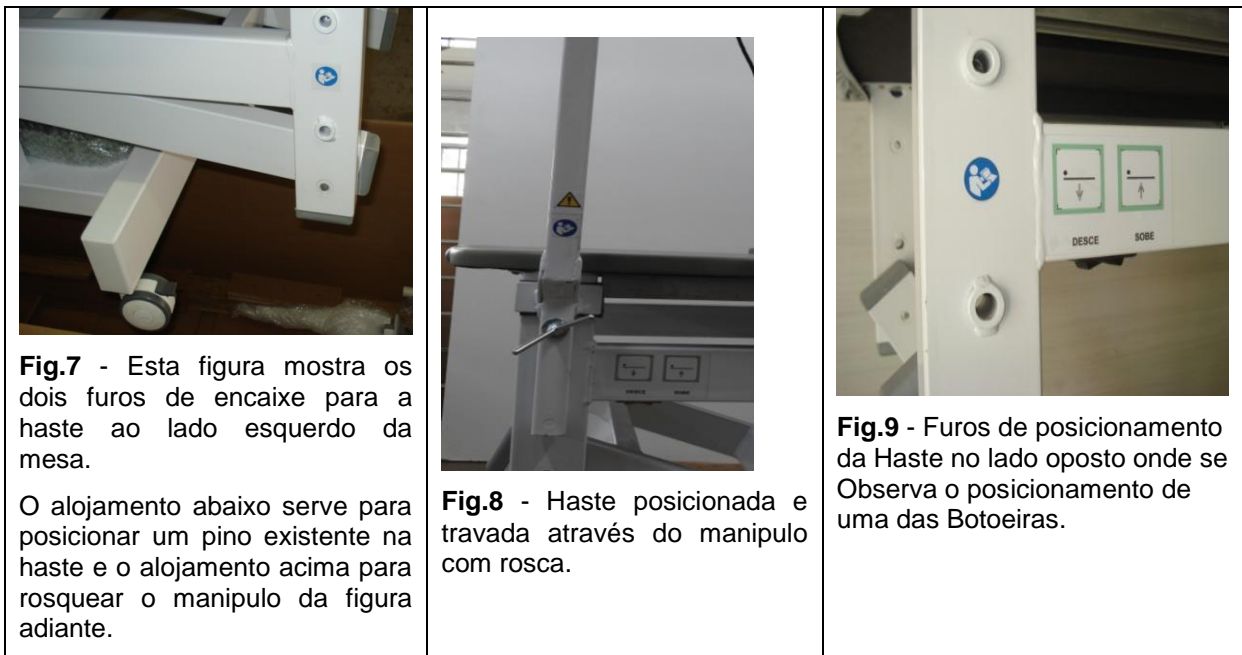 Fig.7 - Esta figura mostra os
dois furos de encaixe para a
haste ao lado esquerdo da
mesa.
O alojamento abaixo serve para
posicionar um pino existente na
haste e o alojamento acima para
rosquear o manipulo da figura
adiante.
DESCE SOBE
Fig.8 - Haste posicionada e
travada através do manipulo
com rosca.
DESCE SOBE
Fig.9 - Furos de posicionamento
da Haste no lado oposto onde se
Observa o posicionamento de
uma das Botoeiras.